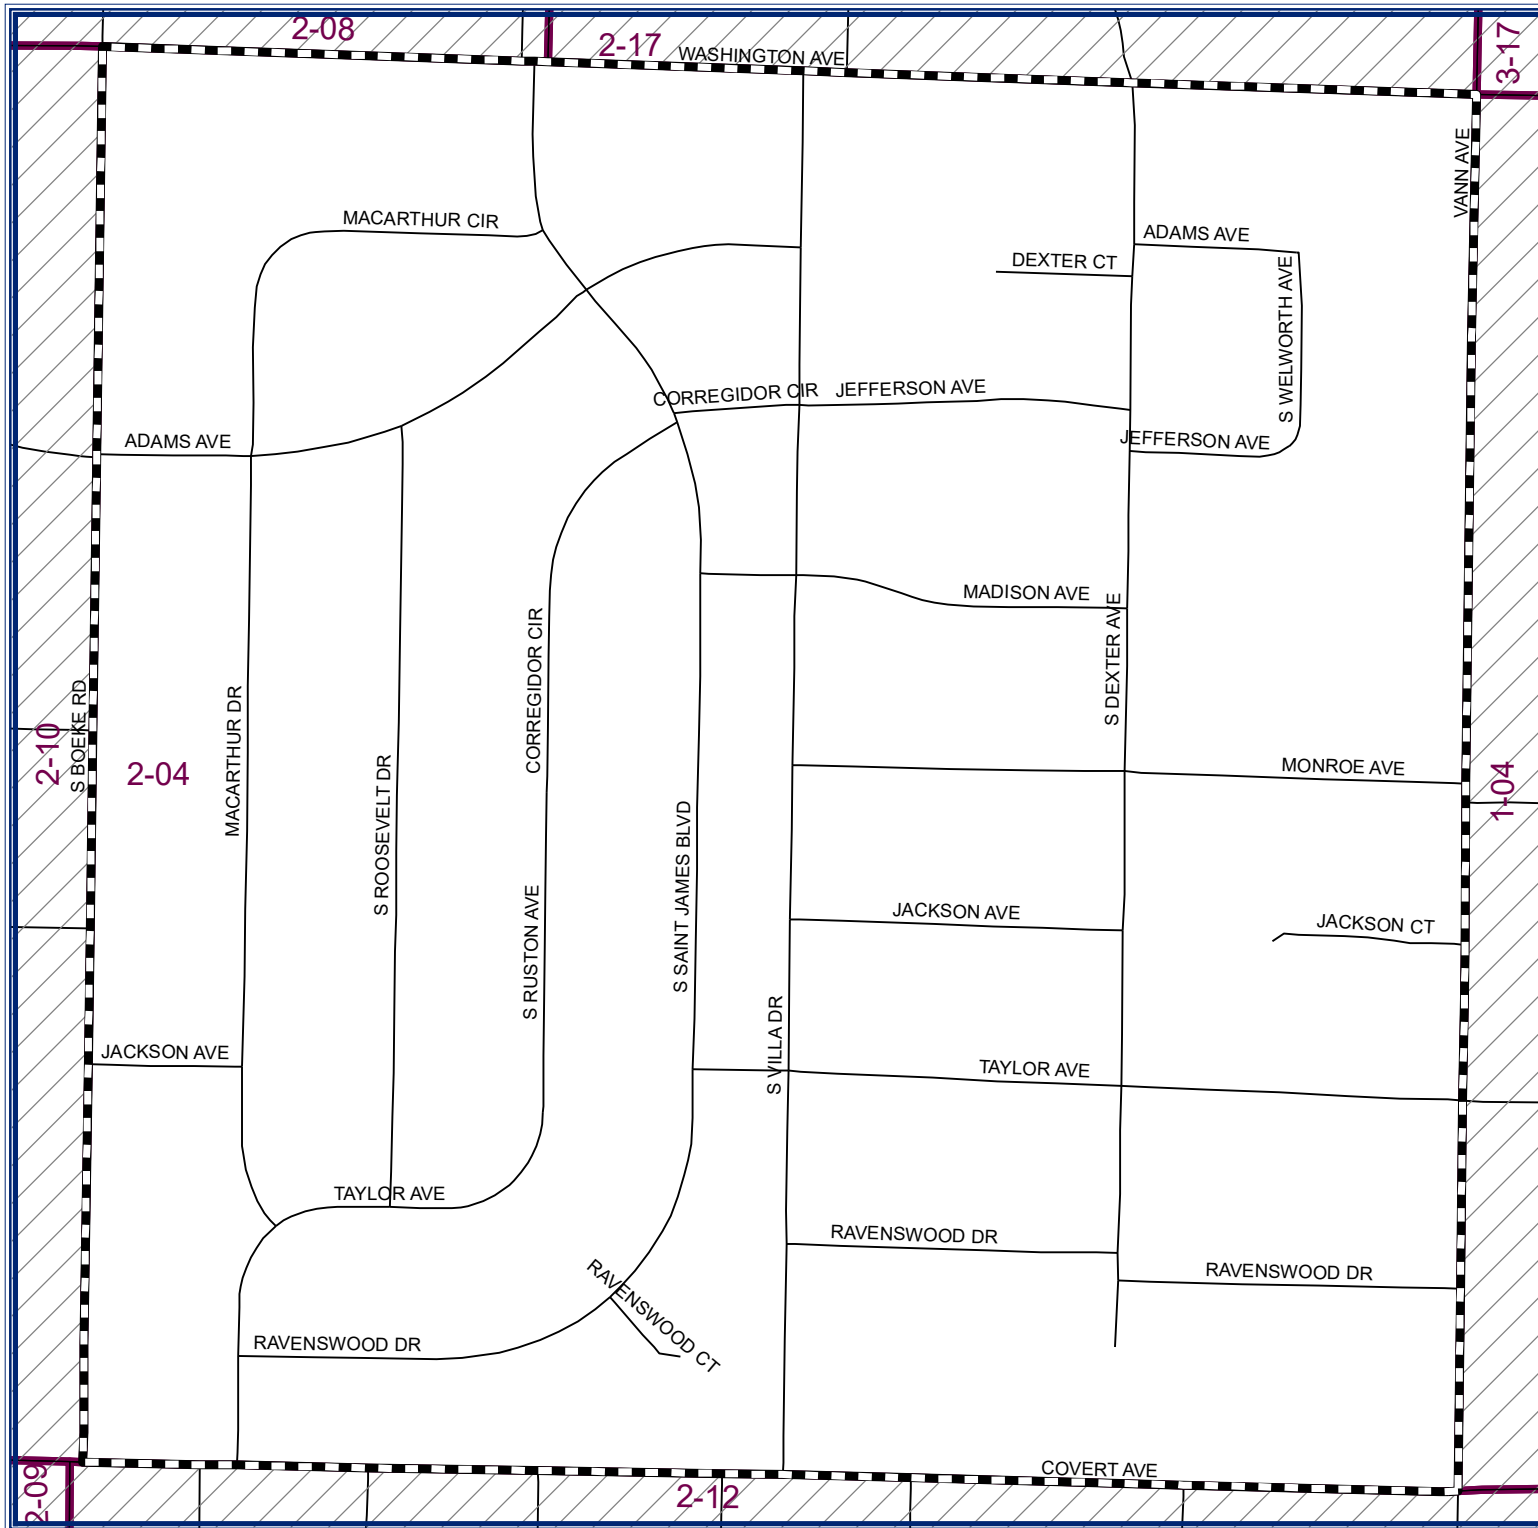 2-08
2-17
WASHINGTON AVE
3-17
VANN AVE
MACARTHUR CIR
ADAMS AVE
DEXTER CT
S WELWORTH AVE
CORREGIDOR CIR
JEFFERSON AVE
ADAMS AVE
JEFFERSON AVE
MADISON AVE
S DEXTER AVE
CORREGIDOR CIR
MACARTHUR DR
S BOEKE RD
2-10
2-04
S ROOSEVELT DR
MONROE AVE
1-04
S SAINT JAMES BLVD
S RUSTON AVE
JACKSON AVE
JACKSON CT
S VILLA DR
JACKSON AVE
TAYLOR AVE
TAYLOR AVE
RAVENSWOOD DR
RAVENSWOOD DR
RAVENSWOOD CT
RAVENSWOOD DR
COVERT AVE
2-09
2-12